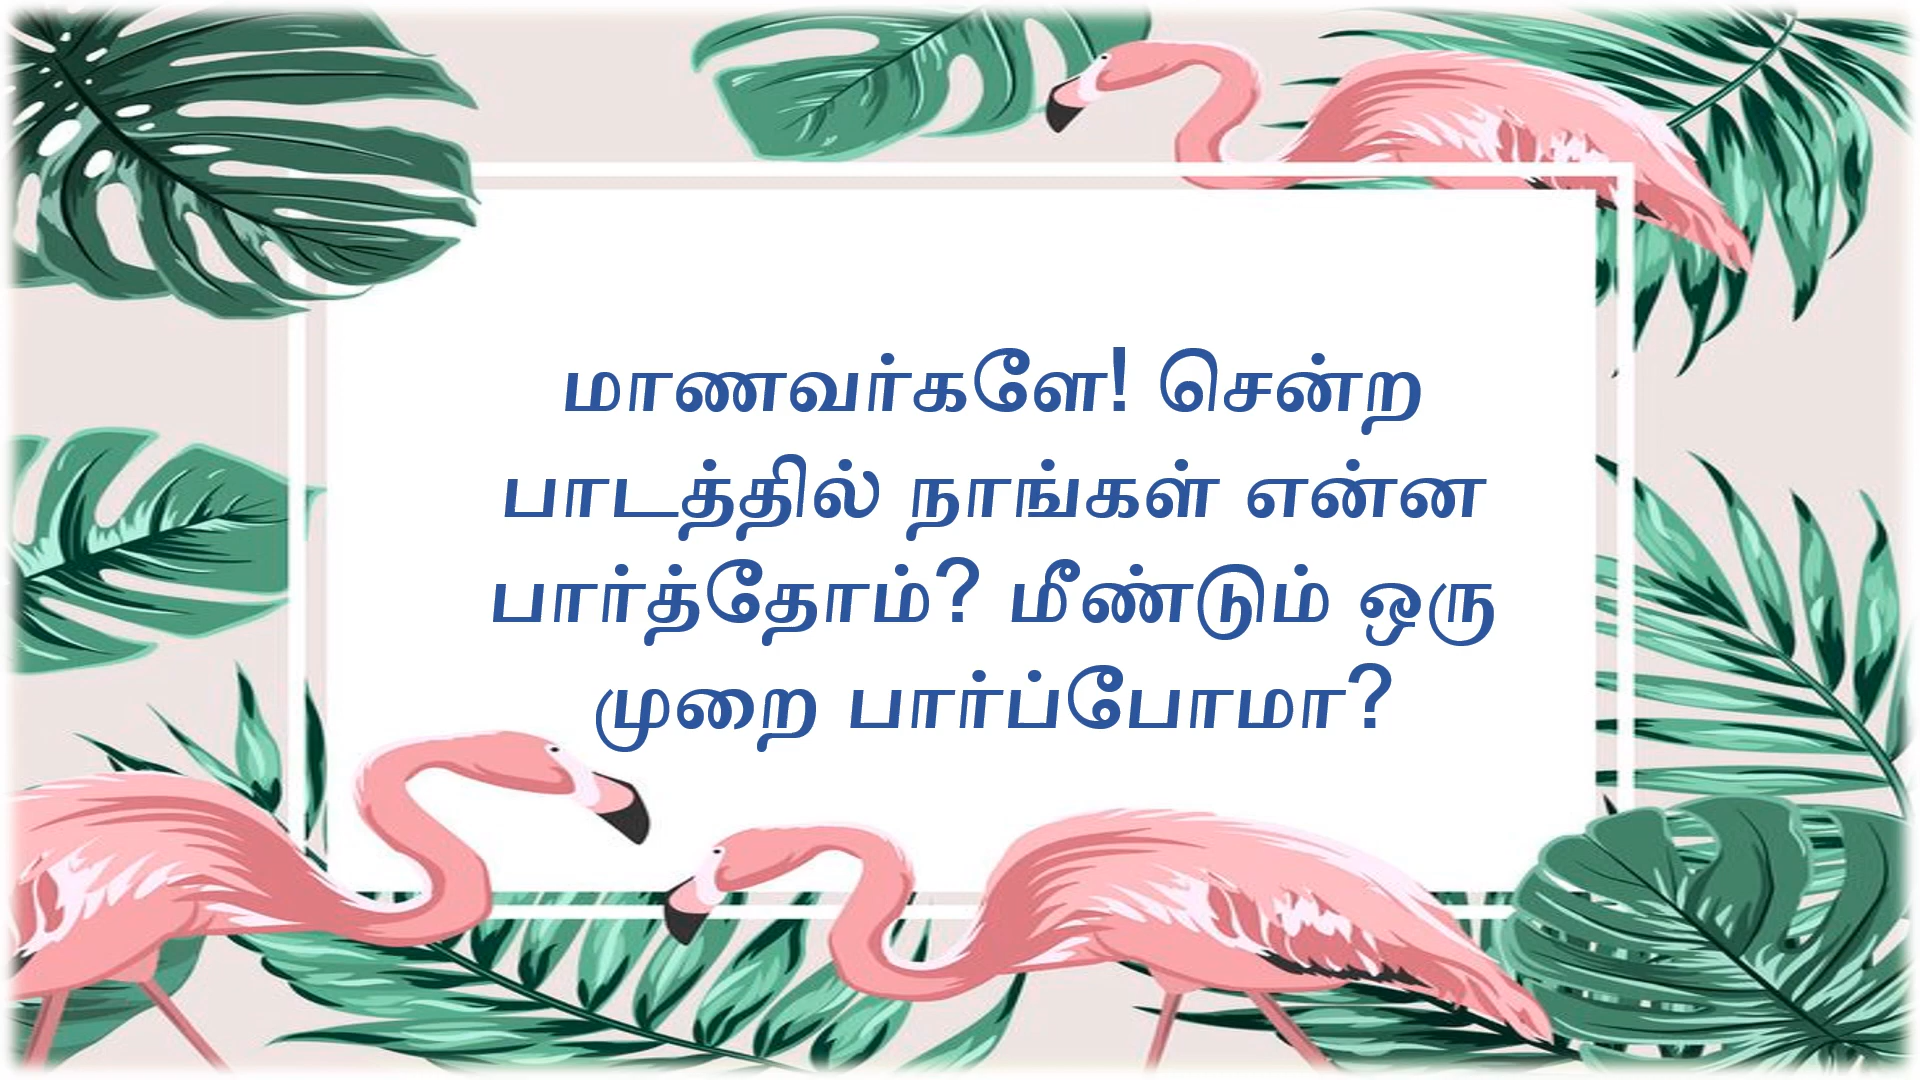 மாணவர்களே! சென்ற
பாடத்தில் நாங்கள் என்ன
பார்த்தோம்? மீண்டும் ஒரு
முறை பார்ப்போமா?